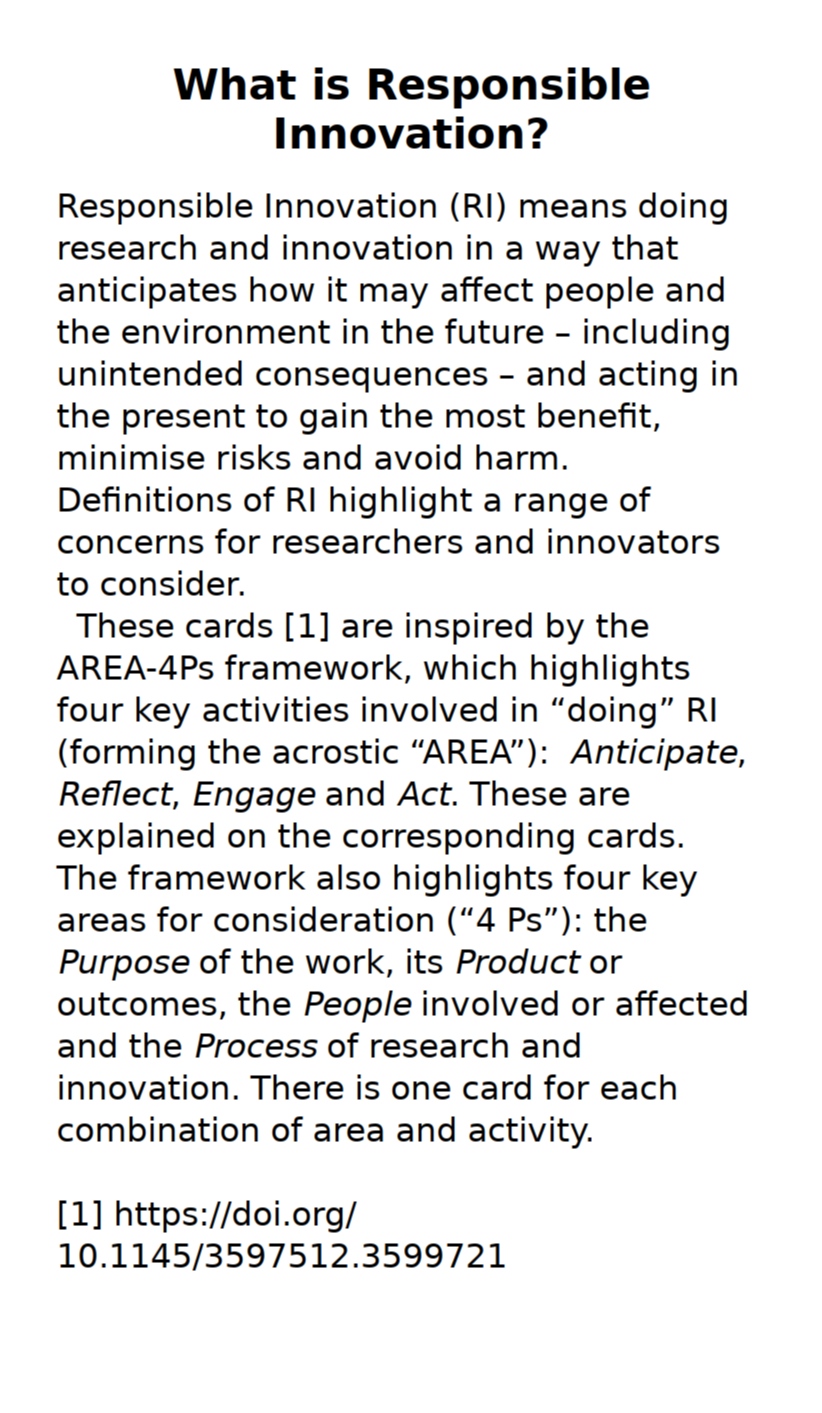 What is Responsible
Innovation?
Responsible Innovation (RI) means doing
research and innovation in a way that
anticipates how it may affect people and
the environment in the future – including
unintended consequences – and acting in
the present to gain the most benefit,
minimise risks and avoid harm.
Definitions of RI highlight a range of
concerns for researchers and innovators
to consider.
These cards [1] are inspired by the
AREA-4Ps framework, which highlights
four key activities involved in “doing” RI
(forming the acrostic “AREA”):  Anticipate,
Reflect, Engage and Act. These are
explained on the corresponding cards.
The framework also highlights four key
areas for consideration (“4 Ps”): the
Purpose of the work, its Product or
outcomes, the People involved or affected
and the Process of research and
innovation. There is one card for each
combination of area and activity.
[1] https://doi.org/
10.1145/3597512.3599721